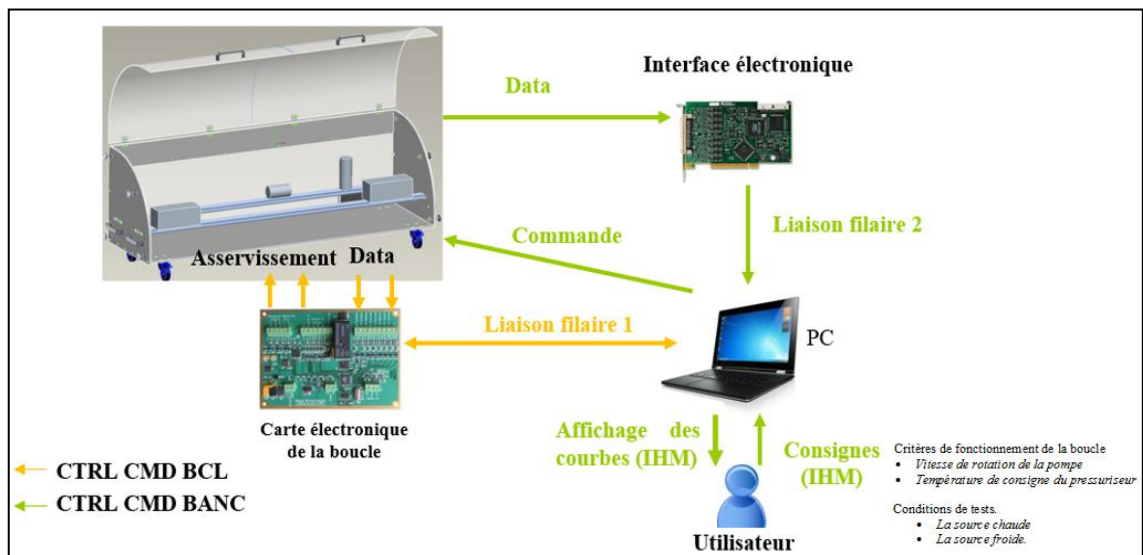 Interface électronique
Data
Liaison filaire 2
Commande
Asservissement Data
Liaison filaire 1
PC
Carte électronique
de la boucle
Affichage des
courbes (IHM)
Consignes
(IHM)
Critères de fonctionnement de la boucle
• Vitesse de rotation de la pompe
• Température de consigne du pressuriseur
Conditions de tests.
• La source chaude
• La source froide.
CTRL CMD BCL
CTRL CMD BANC
Utilisateur